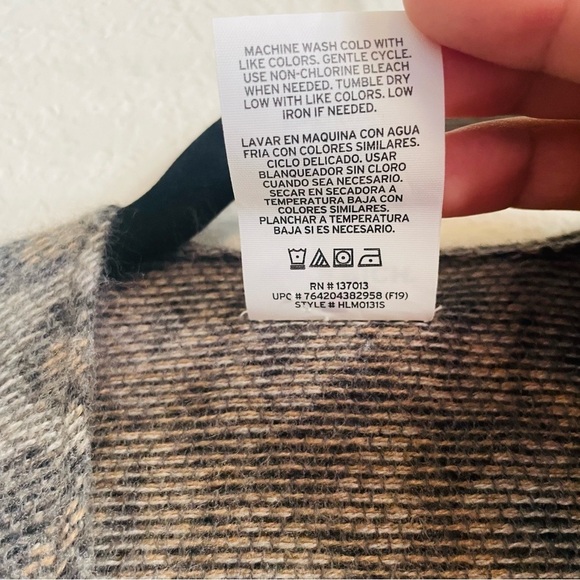 MACHINE WASH COLD WITH
LIKE COLORS. GENTLE CYCLE.
USE NON-CHLORINE BLEACH
WHEN NEEDED. TUMBLE DRY
LOW WITH LIKE COLORS. LOW
IRON IF NEEDED.
LAVAR EN MAQUINA CON AGUA
FRIA CON COLORES SIMILARES.
CICLO DELICADO. USAR
BLANQUEADOR SIN CLORO
CUANDO SEA NECESARIO.
SECAR EN SECADORA A
TEMPERATURA BAJA CON
COLORES SIMILARES.
PLANCHAR A TEMPERATURA
BAJA SI ES NECESARIO.
RN # 137013
UPC # 764204382958 (F19)
STYLE # HLM0131S